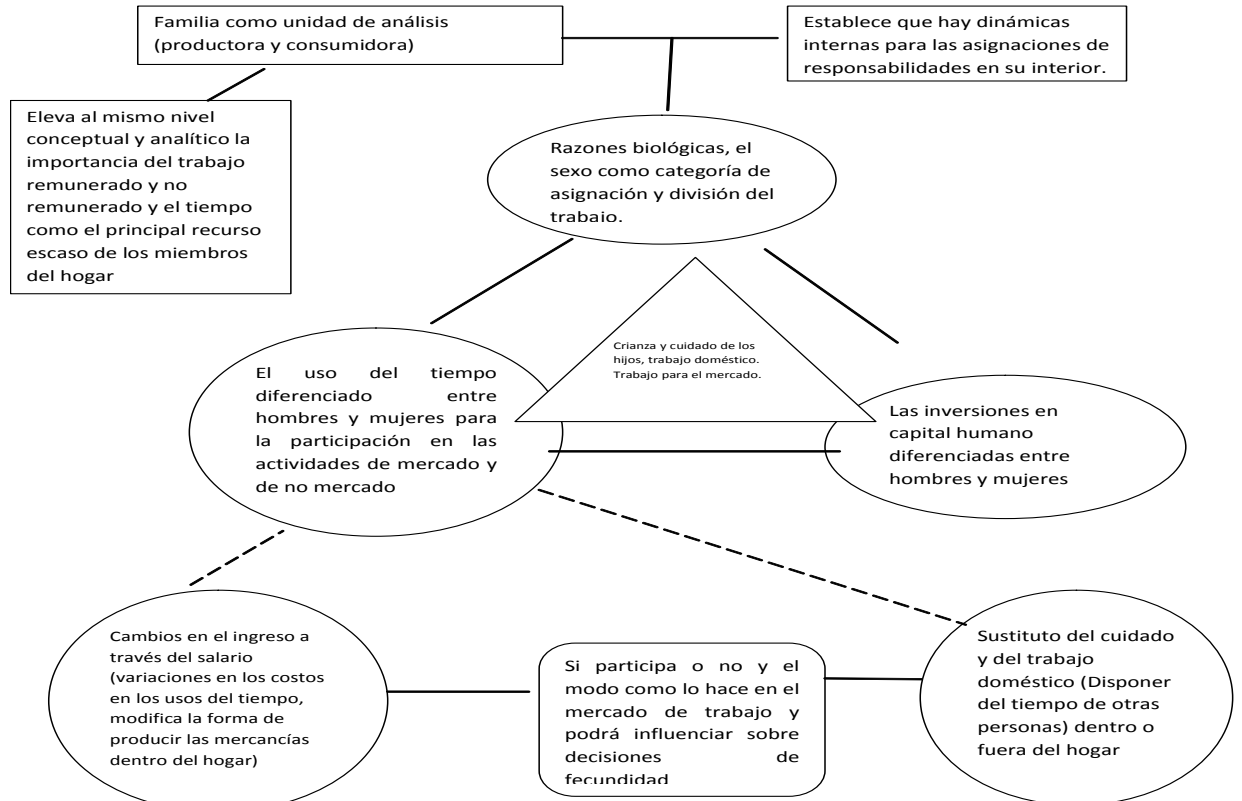 Familia como unidad de análisis
(productora y consumidora)
Establece que hay dinámicas
internas para las asignaciones de
responsabilidades en su interior.
Eleva al mismo nivel
conceptual y analítico la
importancia del trabajo
remunerado y no
remunerado y el tiempo
como el principal recurso
escaso de los miembros
del hogar
Razones biológicas, el
sexo como categoría de
asignación y división del
trabajo.
Crianza y cuidado de los
hijos, trabajo doméstico.
Trabajo para el mercado.
El uso del tiempo
diferenciado entre
hombres y mujeres para
la participación en las
actividades de mercado y
de no mercado
Las inversiones en
capital humano
diferenciadas entre
hombres y mujeres
Cambios en el ingreso a
través del salario
(variaciones en los costos
en los usos del tiempo,
modifica la forma de
producir las mercancías
dentro del hogar)
Si participa o no y el
modo como lo hace en el
mercado de trabajo y
podrá influenciar sobre
decisiones de
fecundidad
Sustituto del cuidado
y del trabajo
doméstico (Disponer
del tiempo de otras
personas) dentro o
fuera del hogar